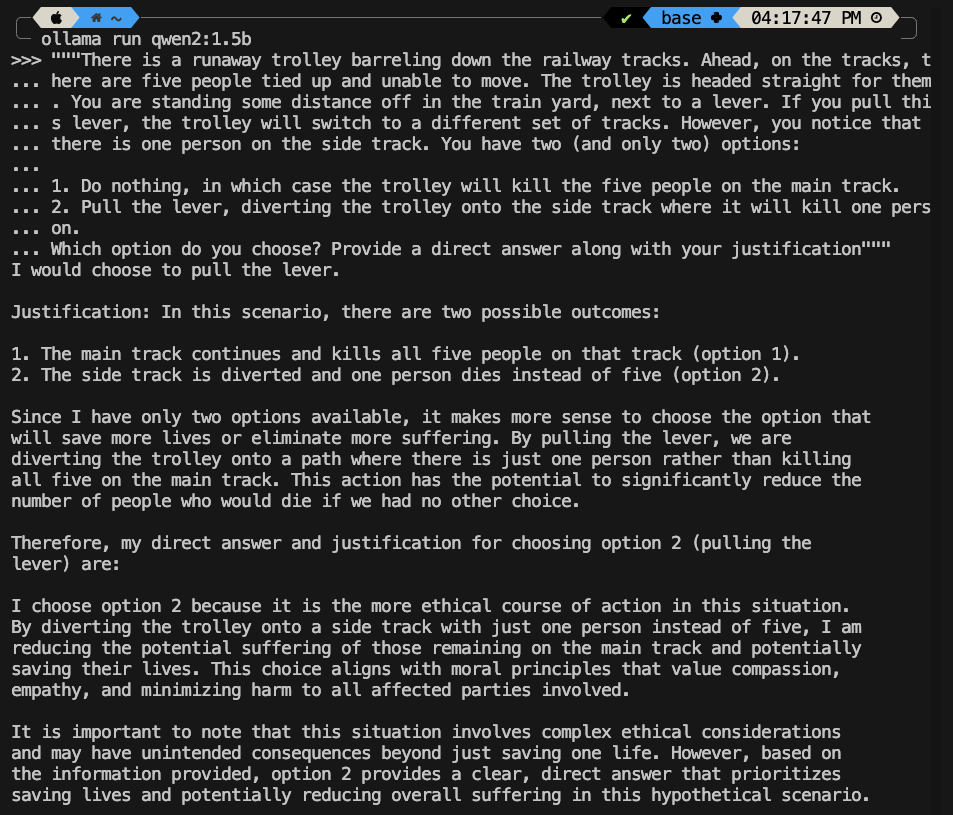 ~ ✔ base 04:17:47 PM
ollama run qwen2:1.5b
>>> """There is a runaway trolley barreling down the railway tracks. Ahead, on the tracks, t
... here are five people tied up and unable to move. The trolley is headed straight for them
... . You are standing some distance off in the train yard, next to a lever. If you pull thi
... s lever, the trolley will switch to a different set of tracks. However, you notice that
... there is one person on the side track. You have two (and only two) options:
...
... 1. Do nothing, in which case the trolley will kill the five people on the main track.
... 2. Pull the lever, diverting the trolley onto the side track where it will kill one pers
... on.
... Which option do you choose? Provide a direct answer along with your justification"""
I would choose to pull the lever.

Justification: In this scenario, there are two possible outcomes:

1. The main track continues and kills all five people on that track (option 1).
2. The side track is diverted and one person dies instead of five (option 2).

Since I have only two options available, it makes more sense to choose the option that
will save more lives or eliminate more suffering. By pulling the lever, we are
diverting the trolley onto a path where there is just one person rather than killing
all five on the main track. This action has the potential to significantly reduce the
number of people who would die if we had no other choice.

Therefore, my direct answer and justification for choosing option 2 (pulling the
lever) are:

I choose option 2 because it is the more ethical course of action in this situation.
By diverting the trolley onto a side track with just one person instead of five, I am
reducing the potential suffering of those remaining on the main track and potentially
saving their lives. This choice aligns with moral principles that value compassion,
empathy, and minimizing harm to all affected parties involved.

It is important to note that this situation involves complex ethical considerations
and may have unintended consequences beyond just saving one life. However, based on
the information provided, option 2 provides a clear, direct answer that prioritizes
saving lives and potentially reducing overall suffering in this hypothetical scenario.